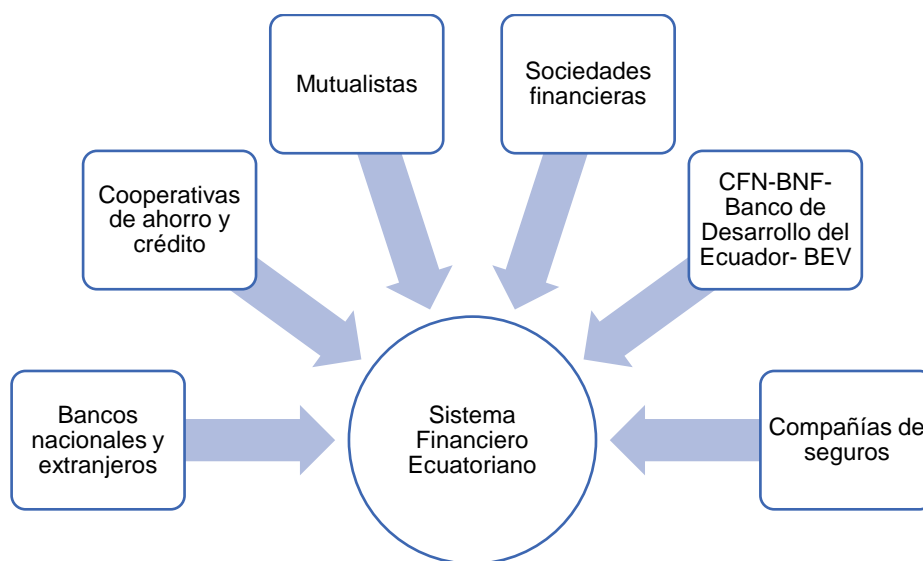 Mutualistas
Sociedades
financieras
Cooperativas
de ahorro y
crédito
CFN-BNF-
Banco de
Desarrollo del
Ecuador- BEV
Bancos
nacionales y
extranjeros
Sistema
Financiero
Ecuatoriano
Compañías de
seguros